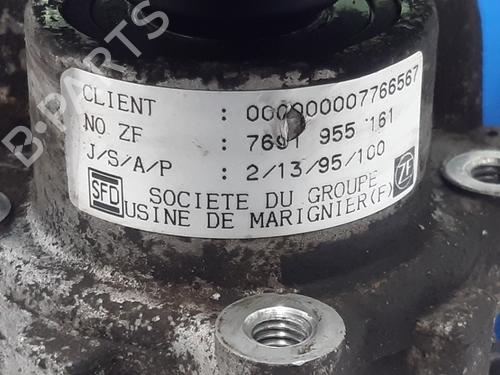 B-PARTS
CLIENT : 0000000007766567
NO ZF : 7691 955 161
J/S/A/P : 2/13/95/100
SFD SOCIETE DU GROUPE ZF
USINE DE MARIGNIER(F)